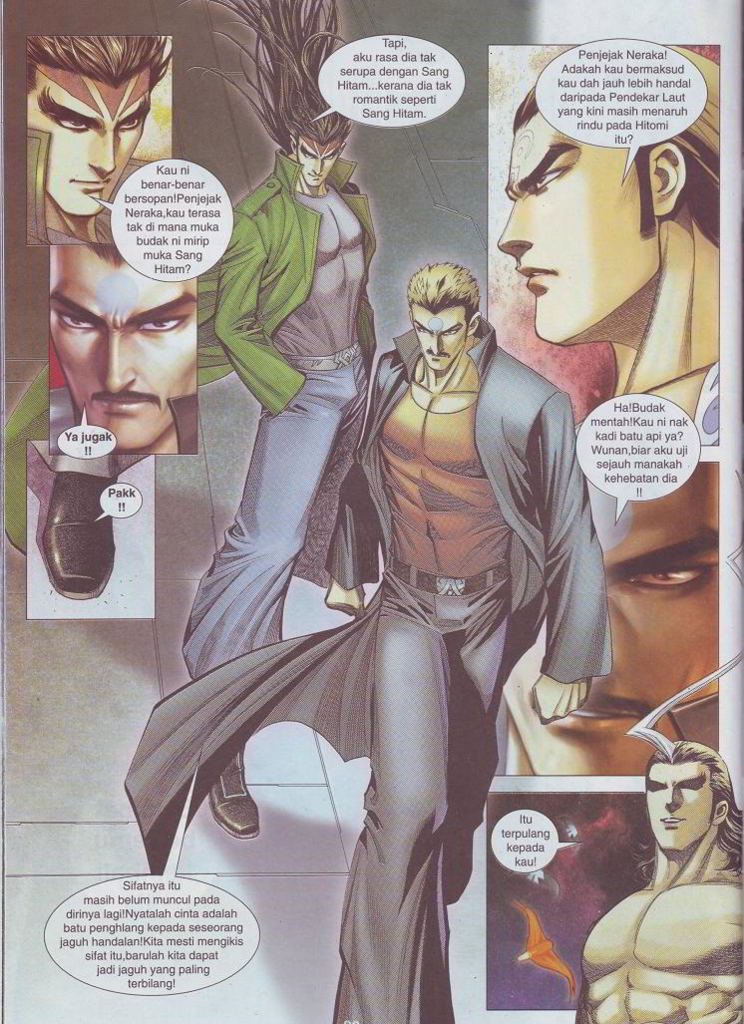 Kau ni
benar-benar
bersopan!Penjejak
Neraka,kau terasa
tak di mana muka
budak ni mirip
muka Sang
Hitam?
Tapi,
aku rasa dia tak
serupa dengan Sang
Hitam...kerana dia tak
romantik seperti
Sang Hitam.
Penjejak Neraka!
Adakah kau bermaksud
kau dah jauh lebih handal
daripada Pendekar Laut
yang kini masih menaruh
rindu pada Hitomi
itu?
Ya jugak
!!
Pakk
!!
Ha!Budak
mentah!Kau ni nak
kadi batu api ya?
Wunan,biar aku uji
sejauh manakah
kehebatan dia
!!
Sifatnya itu
masih belum muncul pada
dirinya lagi!Nyatalah cinta adalah
batu penghlang kepada seseorang
jaguh handalan!Kita mesti mengikis
sifat itu,barulah kita dapat
jadi jaguh yang paling
terbilang!
Itu
terpulang
kepada
kau!